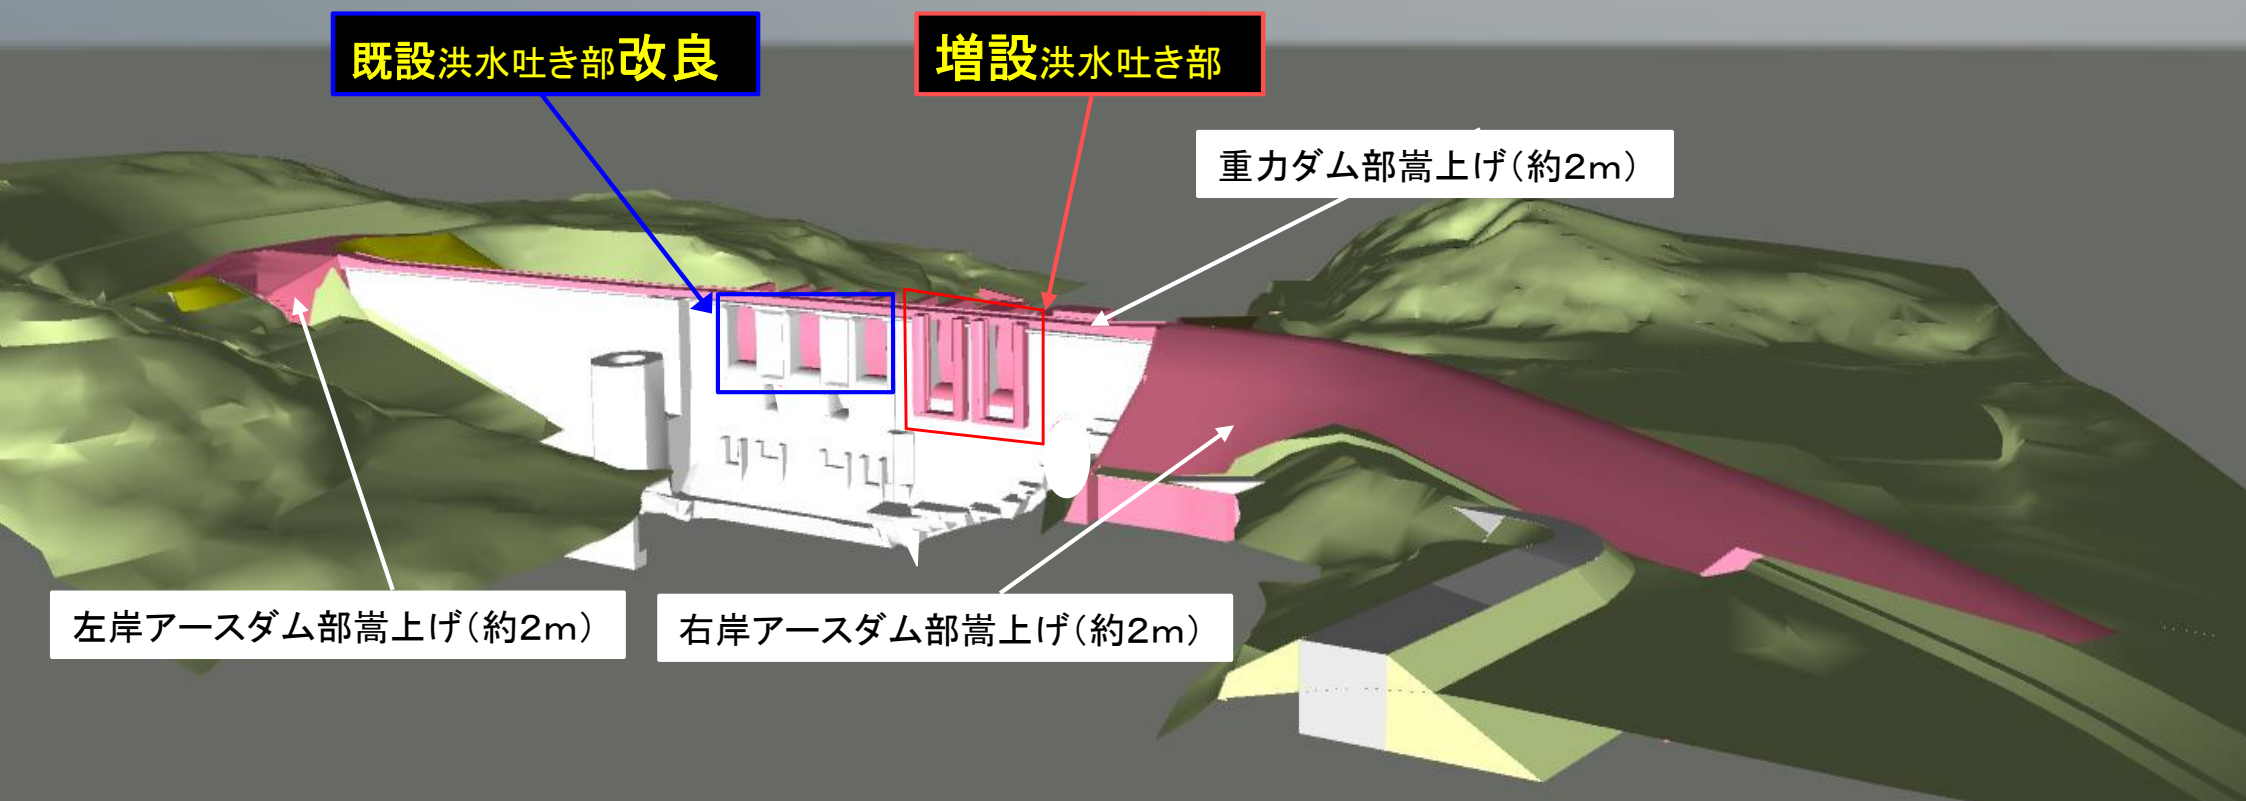 既設洪水吐き部改良
増設洪水吐き部
重力ダム部嵩上げ(約2m)
左岸アースダム部嵩上げ(約2m)
右岸アースダム部嵩上げ(約2m)